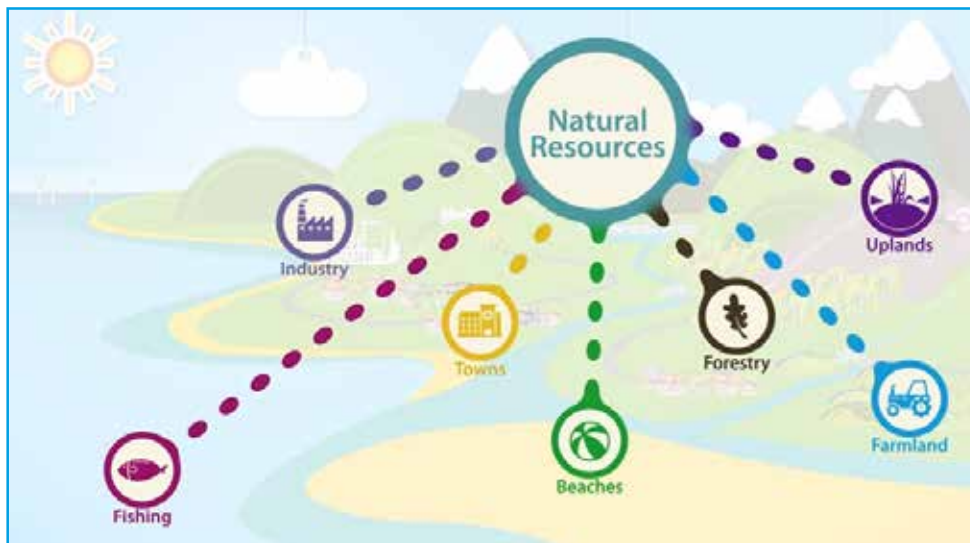 Natural
Resources
Industry
Uplands
Towns
Forestry
Farmland
Beaches
Fishing